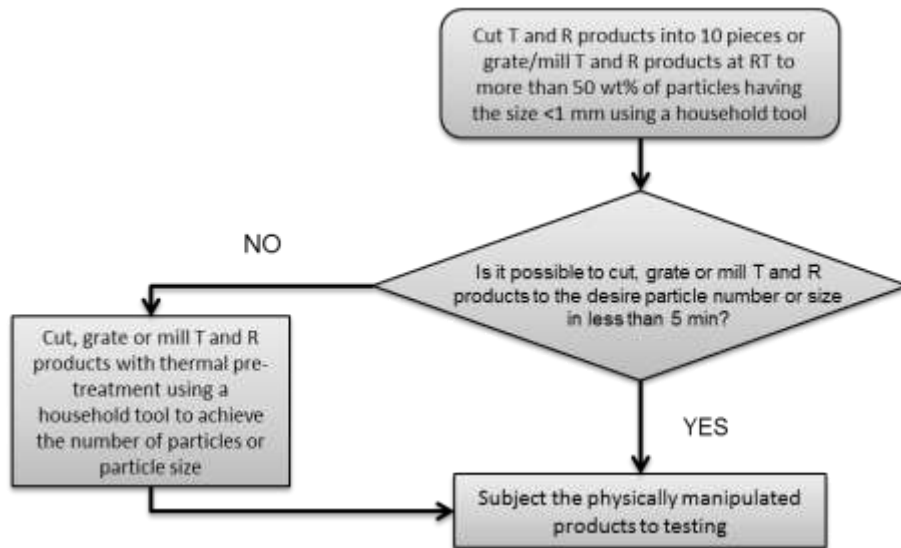 Cut T and R products into 10 pieces or
grate/mill T and R products at RT to
more than 50 wt% of particles having
the size <1 mm using a household tool
NO
Is it possible to cut, grate or mill T and R
products to the desire particle number or size
in less than 5 min?
Cut, grate or mill T and R
products with thermal pre-
treatment using a
household tool to achieve
the number of particles or
particle size
YES
Subject the physically manipulated
products to testing